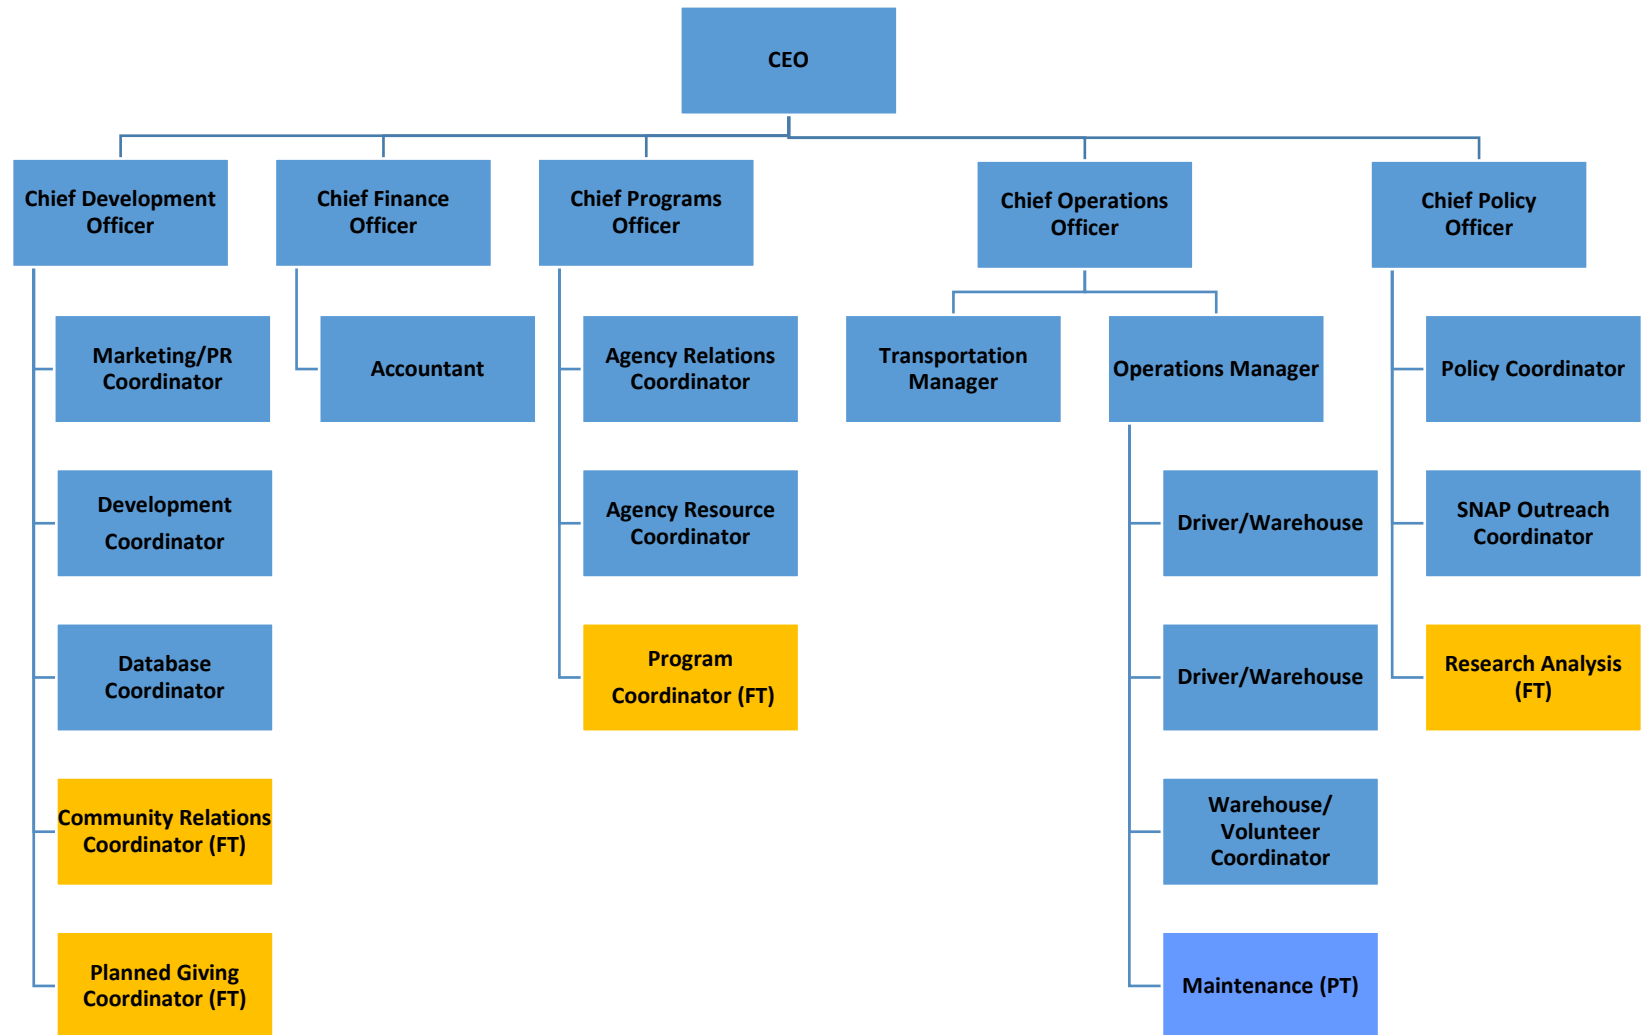 CEO
Chief Development
Officer
Chief Finance
Officer
Chief Programs
Officer
Chief Operations
Officer
Chief Policy
Officer
Marketing/PR
Coordinator
Accountant
Agency Relations
Coordinator
Transportation
Manager
Operations Manager
Policy Coordinator
Development
Coordinator
Agency Resource
Coordinator
Driver/Warehouse
SNAP Outreach
Coordinator
Database
Coordinator
Program
Coordinator (FT)
Driver/Warehouse
Research Analysis
(FT)
Community Relations
Coordinator (FT)
Warehouse/
Volunteer
Coordinator
Planned Giving
Coordinator (FT)
Maintenance (PT)